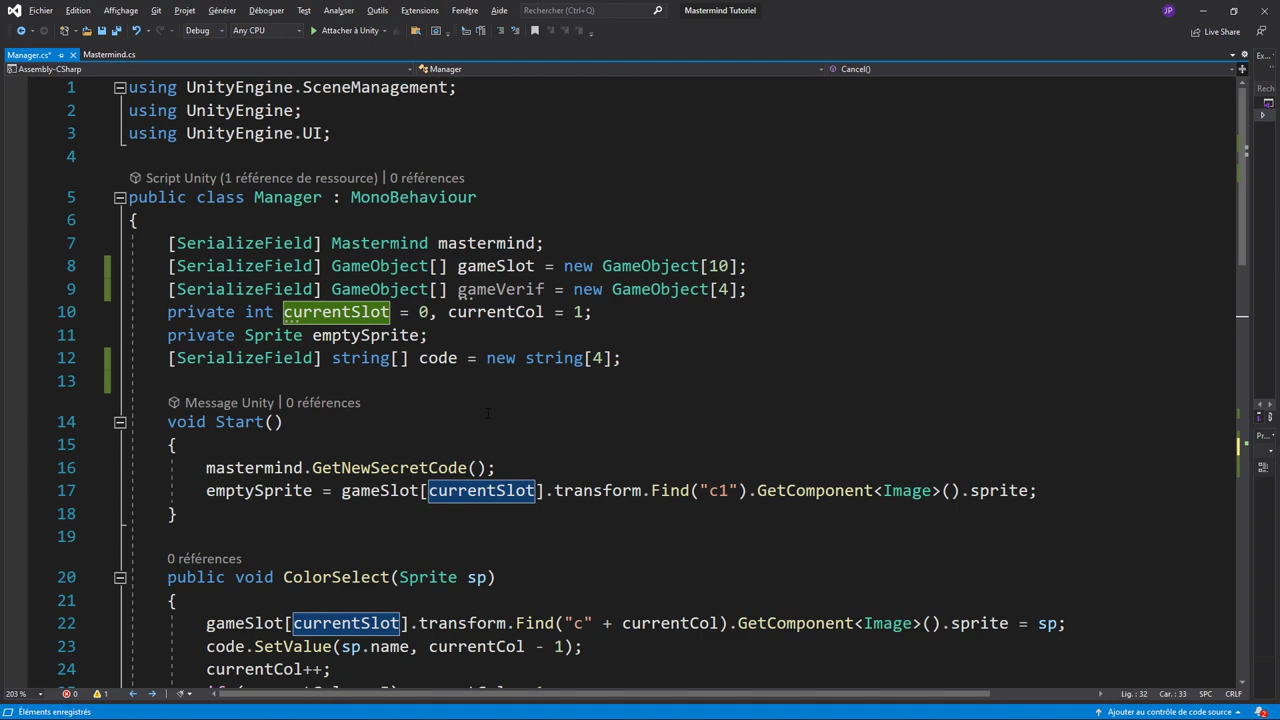 Fichier Edition Affichage Git Projet Générer Déboguer Test Analyser Outils Extensions Fenêtre Aide Rechercher (Ctrl+Q) Mastermind Tutoriel JP
Debug Any CPU Attacher à Unity Live Share
Manager.cs* Mastermind.cs
Assembly-CSharp Manager Cancel()
1 using UnityEngine.SceneManagement;
2 using UnityEngine;
3 using UnityEngine.UI;
4
Script Unity (1 référence de ressource) | 0 références
5 public class Manager : MonoBehaviour
6 {
7 [SerializeField] Mastermind mastermind;
8 [SerializeField] GameObject[] gameSlot = new GameObject[10];
9 [SerializeField] GameObject[] gameVerif = new GameObject[4];
10 private int currentSlot = 0, currentCol = 1;
11 private Sprite emptySprite;
12 [SerializeField] string[] code = new string[4];
13
Message Unity | 0 références
14 void Start()
15 {
16 mastermind.GetNewSecretCode();
17 emptySprite = gameSlot[currentSlot].transform.Find("c1").GetComponent<Image>().sprite;
18 }
19
0 références
20 public void ColorSelect(Sprite sp)
21 {
22 gameSlot[currentSlot].transform.Find("c" + currentCol).GetComponent<Image>().sprite = sp;
23 code.SetValue(sp.name, currentCol - 1);
24 currentCol++;
203 % 0 1 Lig. : 32 Car. : 33 SPC CRLF
Éléments enregistrés Ajouter au contrôle de code source 2
Ex...
Rech
Pr...